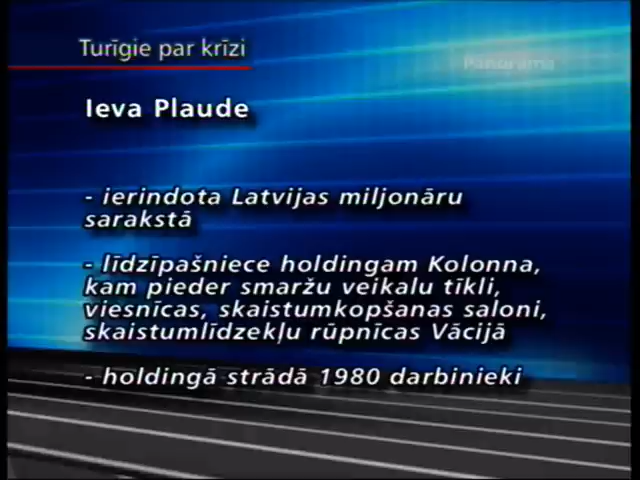 Turīgie par krīzi
Panorāma
Ieva Plaude
- ierindota Latvijas miljonāru
sarakstā
- līdzīpašniece holdingam Kolonna,
kam pieder smaržu veikalu tīkli,
viesnīcas, skaistumkopšanas saloni,
skaistumlīdzekļu rūpnīcas Vācijā
- holdingā strādā 1980 darbinieki